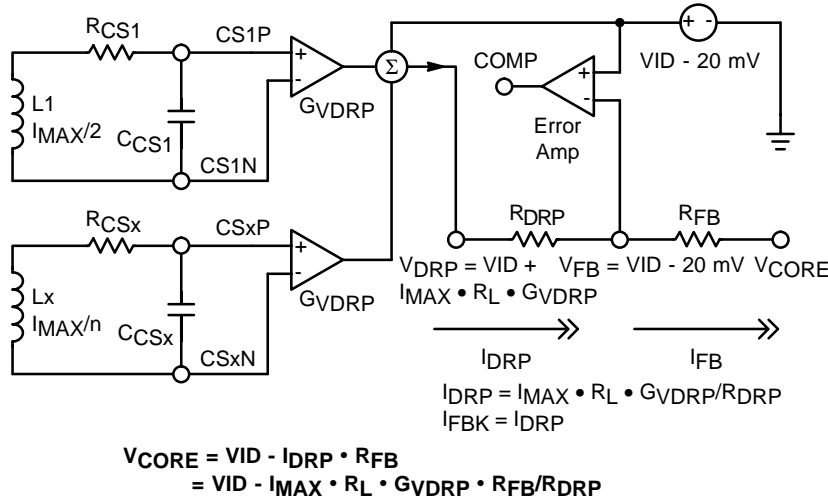 RCS1
CS1P
+
-
GVDRP
L1
IMAX/2
CCS1
CS1N
Σ
COMP
+
-
Error
Amp
+ -
VID - 20 mV
RCSx
CSxP
+
-
GVDRP
Lx
IMAX/n
CCSx
CSxN
RDRP
RFB
VDRP = VID +
IMAX • RL • GVDRP
VFB = VID - 20 mV
VCORE
IDRP
IFB
IDRP = IMAX • RL • GVDRP/RDRP
IFBK = IDRP
VCORE = VID - IDRP • RFB
= VID - IMAX • RL • GVDRP • RFB/RDRP